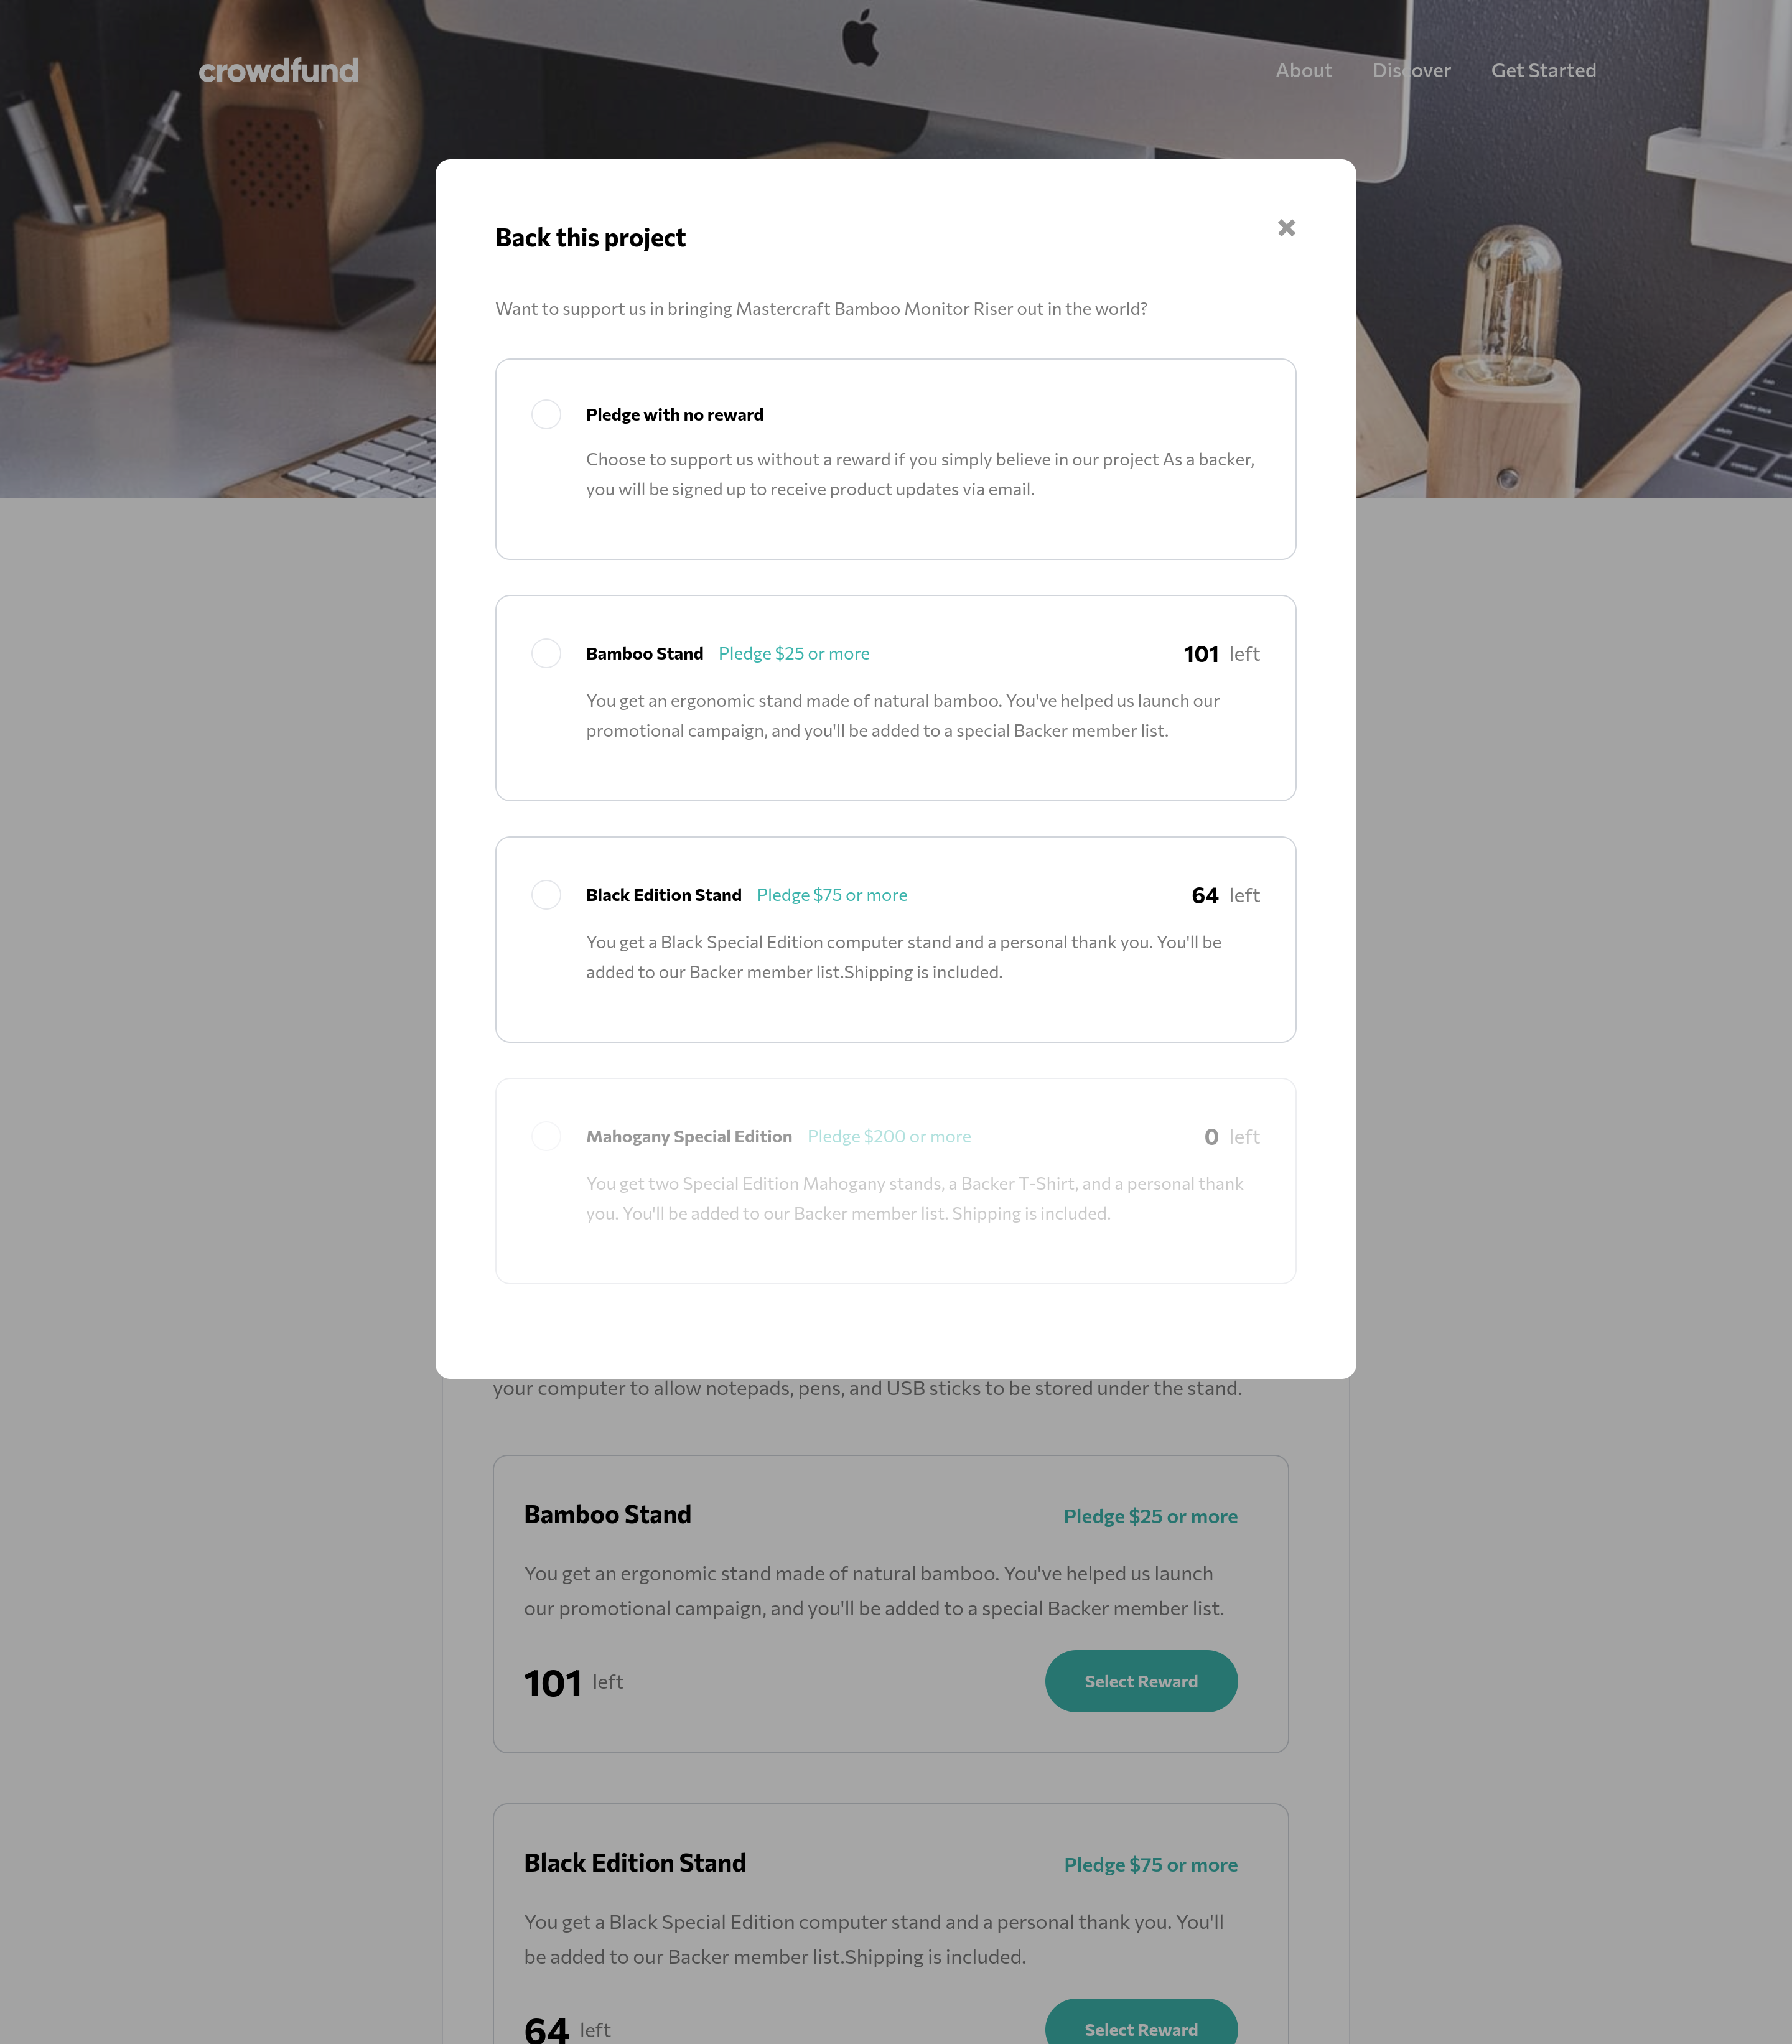 crowdfund
About Discover Get Started
Back this project
Want to support us in bringing Mastercraft Bamboo Monitor Riser out in the world?
Pledge with no reward
Choose to support us without a reward if you simply believe in our project As a backer,
you will be signed up to receive product updates via email.
Bamboo Stand Pledge $25 or more 101 left
You get an ergonomic stand made of natural bamboo. You've helped us launch our
promotional campaign, and you'll be added to a special Backer member list.
Black Edition Stand Pledge $75 or more 64 left
You get a Black Special Edition computer stand and a personal thank you. You'll be
added to our Backer member list.Shipping is included.
Mahogany Special Edition Pledge $200 or more 0 left
You get two Special Edition Mahogany stands, a Backer T-Shirt, and a personal thank
you. You'll be added to our Backer member list. Shipping is included.
your computer to allow notepads, pens, and USB sticks to be stored under the stand.
Bamboo Stand Pledge $25 or more
You get an ergonomic stand made of natural bamboo. You've helped us launch
our promotional campaign, and you'll be added to a special Backer member list.
101 left Select Reward
Black Edition Stand Pledge $75 or more
You get a Black Special Edition computer stand and a personal thank you. You'll
be added to our Backer member list.Shipping is included.
64 left Select Reward